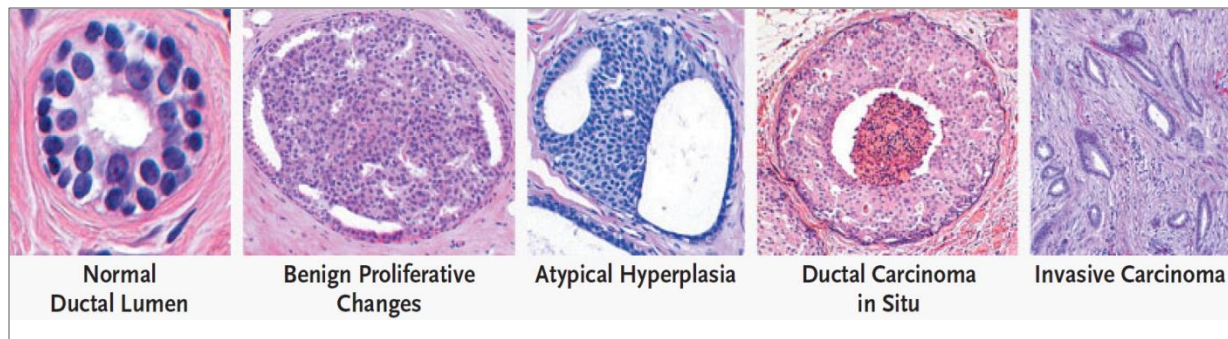 Normal
Ductal Lumen
Benign Proliferative
Changes
Atypical Hyperplasia
Ductal Carcinoma
in Situ
Invasive Carcinoma